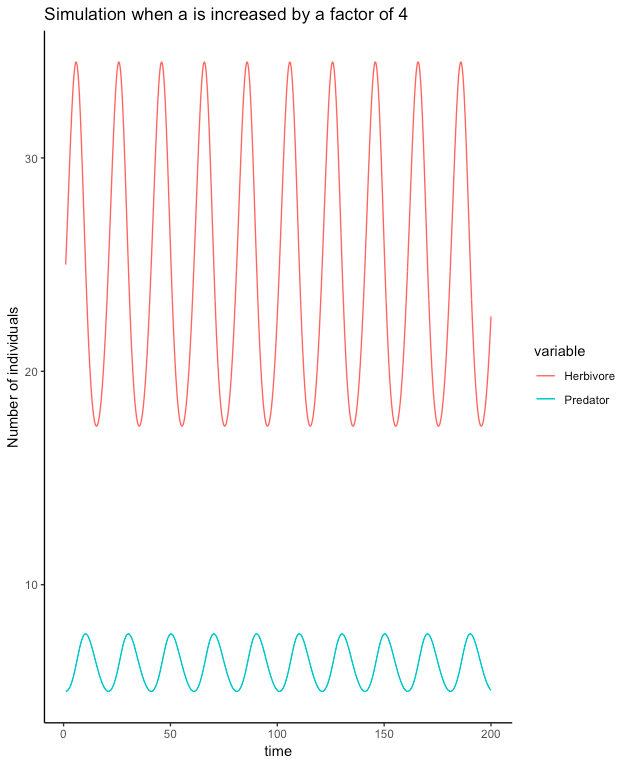 Simulation when a is increased by a factor of 4
Number of individuals
30
20
10
0
50
100
150
200
time
variable
Herbivore
Predator